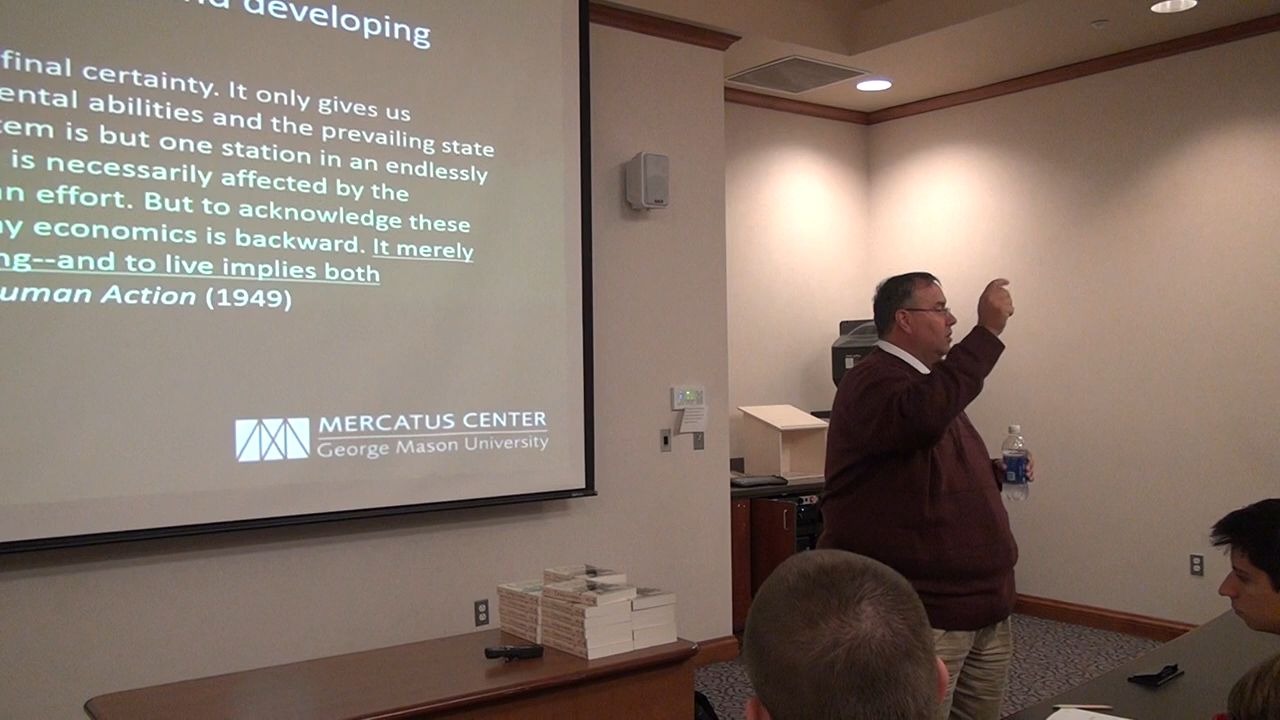 and developing
final certainty. It only gives us
ental abilities and the prevailing state
tem is but one station in an endlessly
is necessarily affected by the
n effort. But to acknowledge these
ny economics is backward. It merely
ng--and to live implies both
uman Action (1949)
MERCATUS CENTER
George Mason University